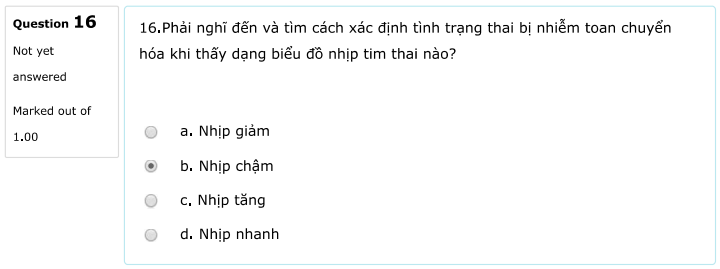 Question 16
Not yet
answered
Marked out of
1.00
16.Phải nghĩ đến và tìm cách xác định tình trạng thai bị nhiễm toan chuyển
hóa khi thấy dạng biểu đồ nhịp tim thai nào?
a. Nhịp giảm
b. Nhịp chậm
c. Nhịp tăng
d. Nhịp nhanh